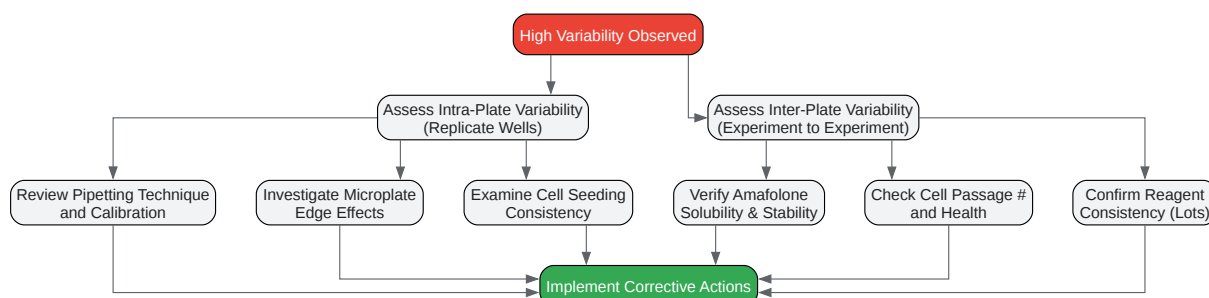 High Variability Observed
Assess Intra-Plate Variability
(Replicate Wells)
Assess Inter-Plate Variability
(Experiment to Experiment)
Review Pipetting Technique
and Calibration
Investigate Microplate
Edge Effects
Examine Cell Seeding
Consistency
Verify Amafolone
Solubility & Stability
Check Cell Passage #
and Health
Confirm Reagent
Consistency (Lots)
Implement Corrective Actions